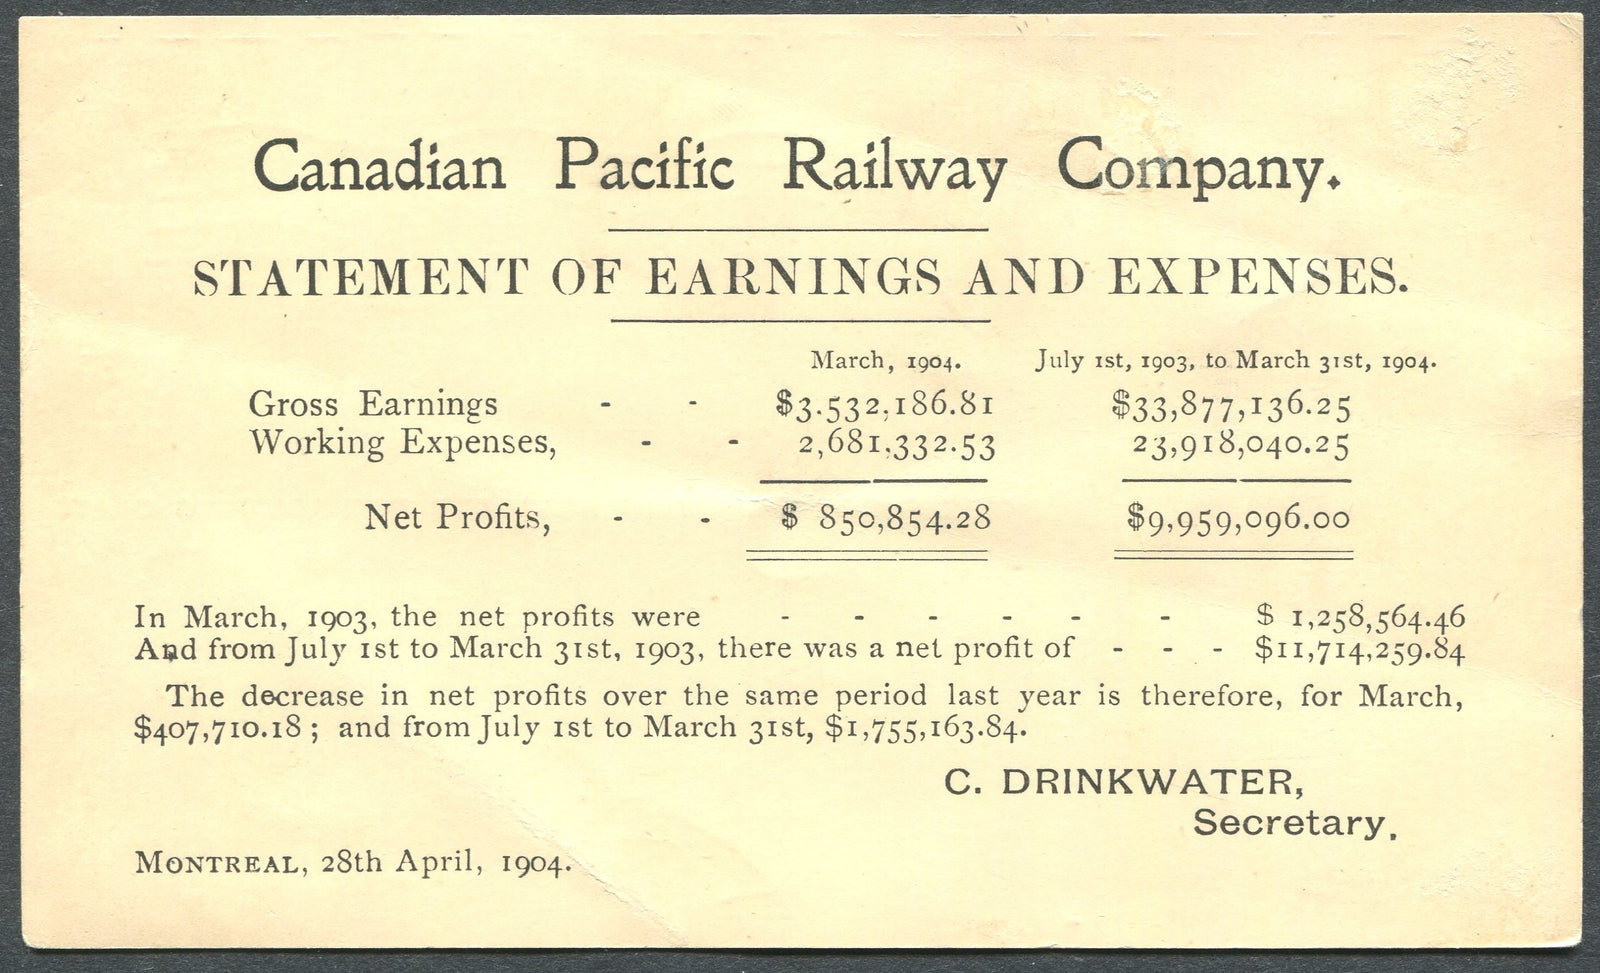 Canadian Pacific Railway Company.
STATEMENT OF EARNINGS AND EXPENSES.
March, 1904. July 1st, 1903, to March 31st, 1904.
Gross Earnings - - $3.532,186.81 $33,877,136.25
Working Expenses, - - 2,681,332.53 23,918,040.25
Net Profits, - - $ 850,854.28 $9,959,096.00
In March, 1903, the net profits were - - - - - - $ 1,258,564.46
And from July 1st to March 31st, 1903, there was a net profit of - - - $11,714,259.84
The decrease in net profits over the same period last year is therefore, for March,
$407,710.18 ; and from July 1st to March 31st, $1,755,163.84.
C. DRINKWATER,
Secretary.
MONTREAL, 28th April, 1904.